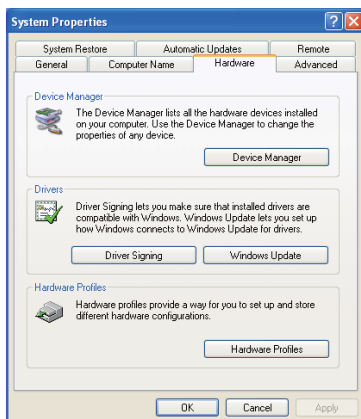 System Properties
System Restore Automatic Updates Remote
General Computer Name Hardware Advanced
Device Manager
The Device Manager lists all the hardware devices installed
on your computer. Use the Device Manager to change the
properties of any device.
Device Manager
Drivers
Driver Signing lets you make sure that installed drivers are
compatible with Windows. Windows Update lets you set up
how Windows connects to Windows Update for drivers.
Driver Signing Windows Update
Hardware Profiles
Hardware profiles provide a way for you to set up and store
different hardware configurations.
Hardware Profiles
OK Cancel Apply